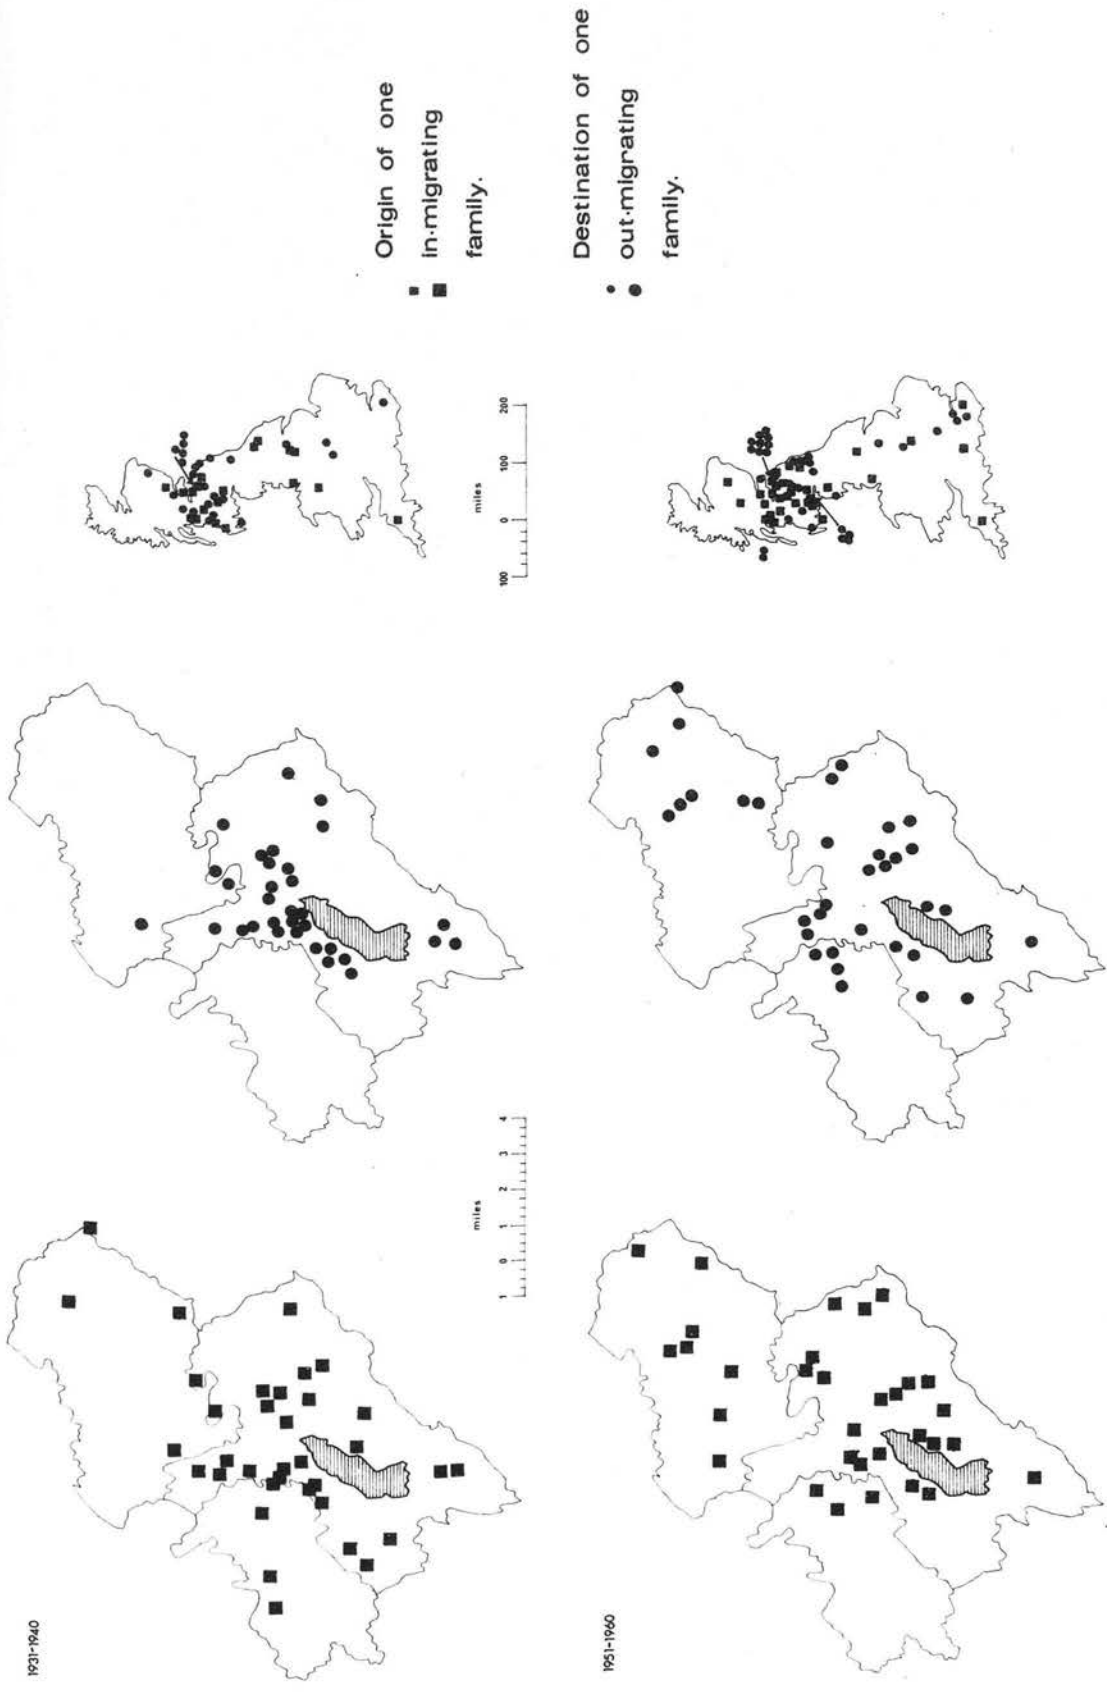 1931-1940
miles
1 0 1 2 3 4
miles
100 0 100 200
Origin of one
in-migrating
family.
1951-1960
Destination of one
out-migrating
family.